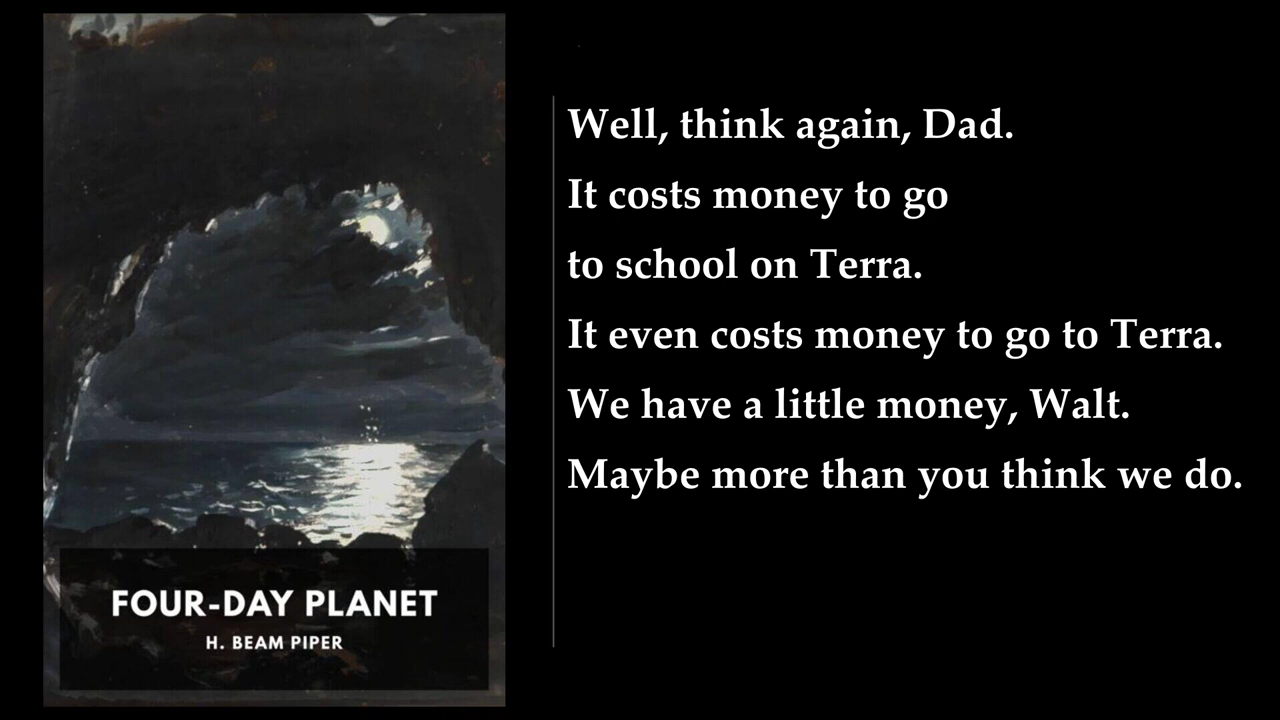 FOUR-DAY PLANET
H. BEAM PIPER
Well, think again, Dad.
It costs money to go
to school on Terra.
It even costs money to go to Terra.
We have a little money, Walt.
Maybe more than you think we do.